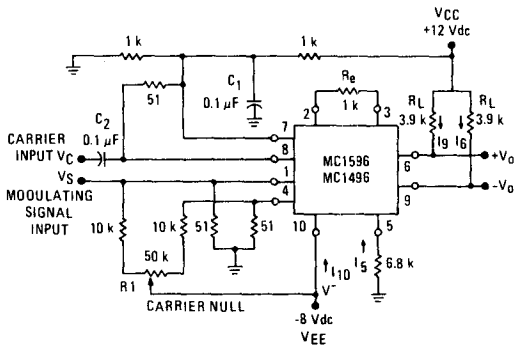 VCC
+12 Vdc
1 k
1 k
51
C1
0.1 μF
Re
1 k
RL
3.9 k
RL
3.9 k
I9
I6
C2
0.1 μF
CARRIER
INPUT VC
VS
MODULATING
SIGNAL
INPUT
2
3
7
8
1
4
10
5
6
9
MC1596
MC1496
+Vo
-Vo
10 k
10 k
51
51
50 k
R1
CARRIER NULL
I10
I5
6.8 k
V-
-8 Vdc
VEE